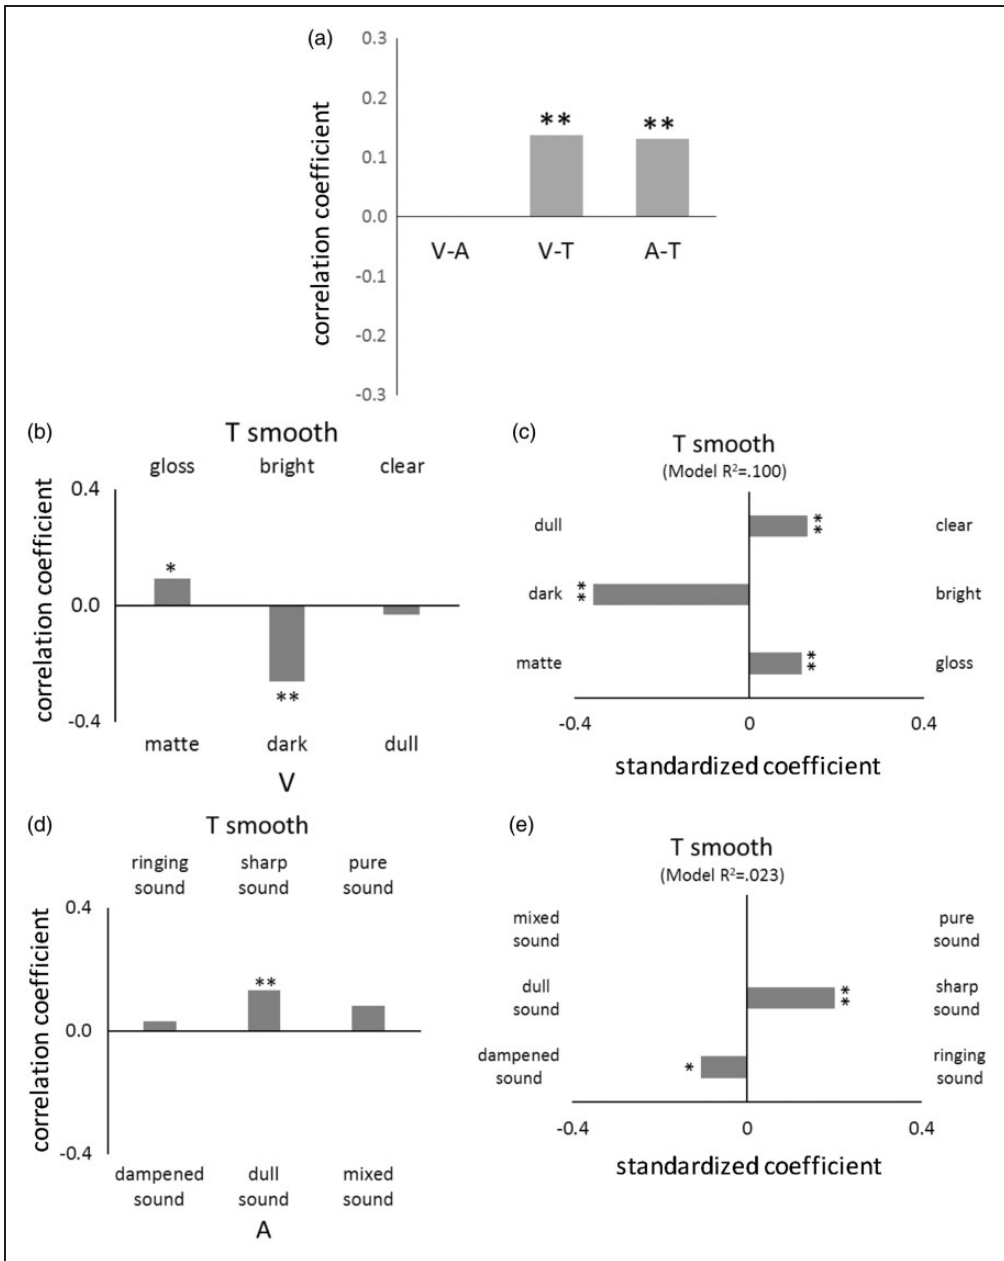 (a)
correlation coefficient
0.3
0.2
0.1
0.0
-0.1
-0.2
-0.3
**
**
V-A
V-T
A-T
(b)
T smooth
gloss
bright
clear
correlation coefficient
0.4
0.0
-0.4
*
**
matte
dark
dull
V
(c)
T smooth
(Model R²=.100)
dull
**
clear
dark
**
bright
matte
**
gloss
-0.4
0
0.4
standardized coefficient
(d)
T smooth
ringing
sound
sharp
sound
pure
sound
correlation coefficient
0.4
0.0
-0.4
**
dampened
sound
dull
sound
mixed
sound
A
(e)
T smooth
(Model R²=.023)
mixed
sound
pure
sound
dull
sound
**
sharp
sound
dampened
sound
*
ringing
sound
-0.4
0
0.4
standardized coefficient